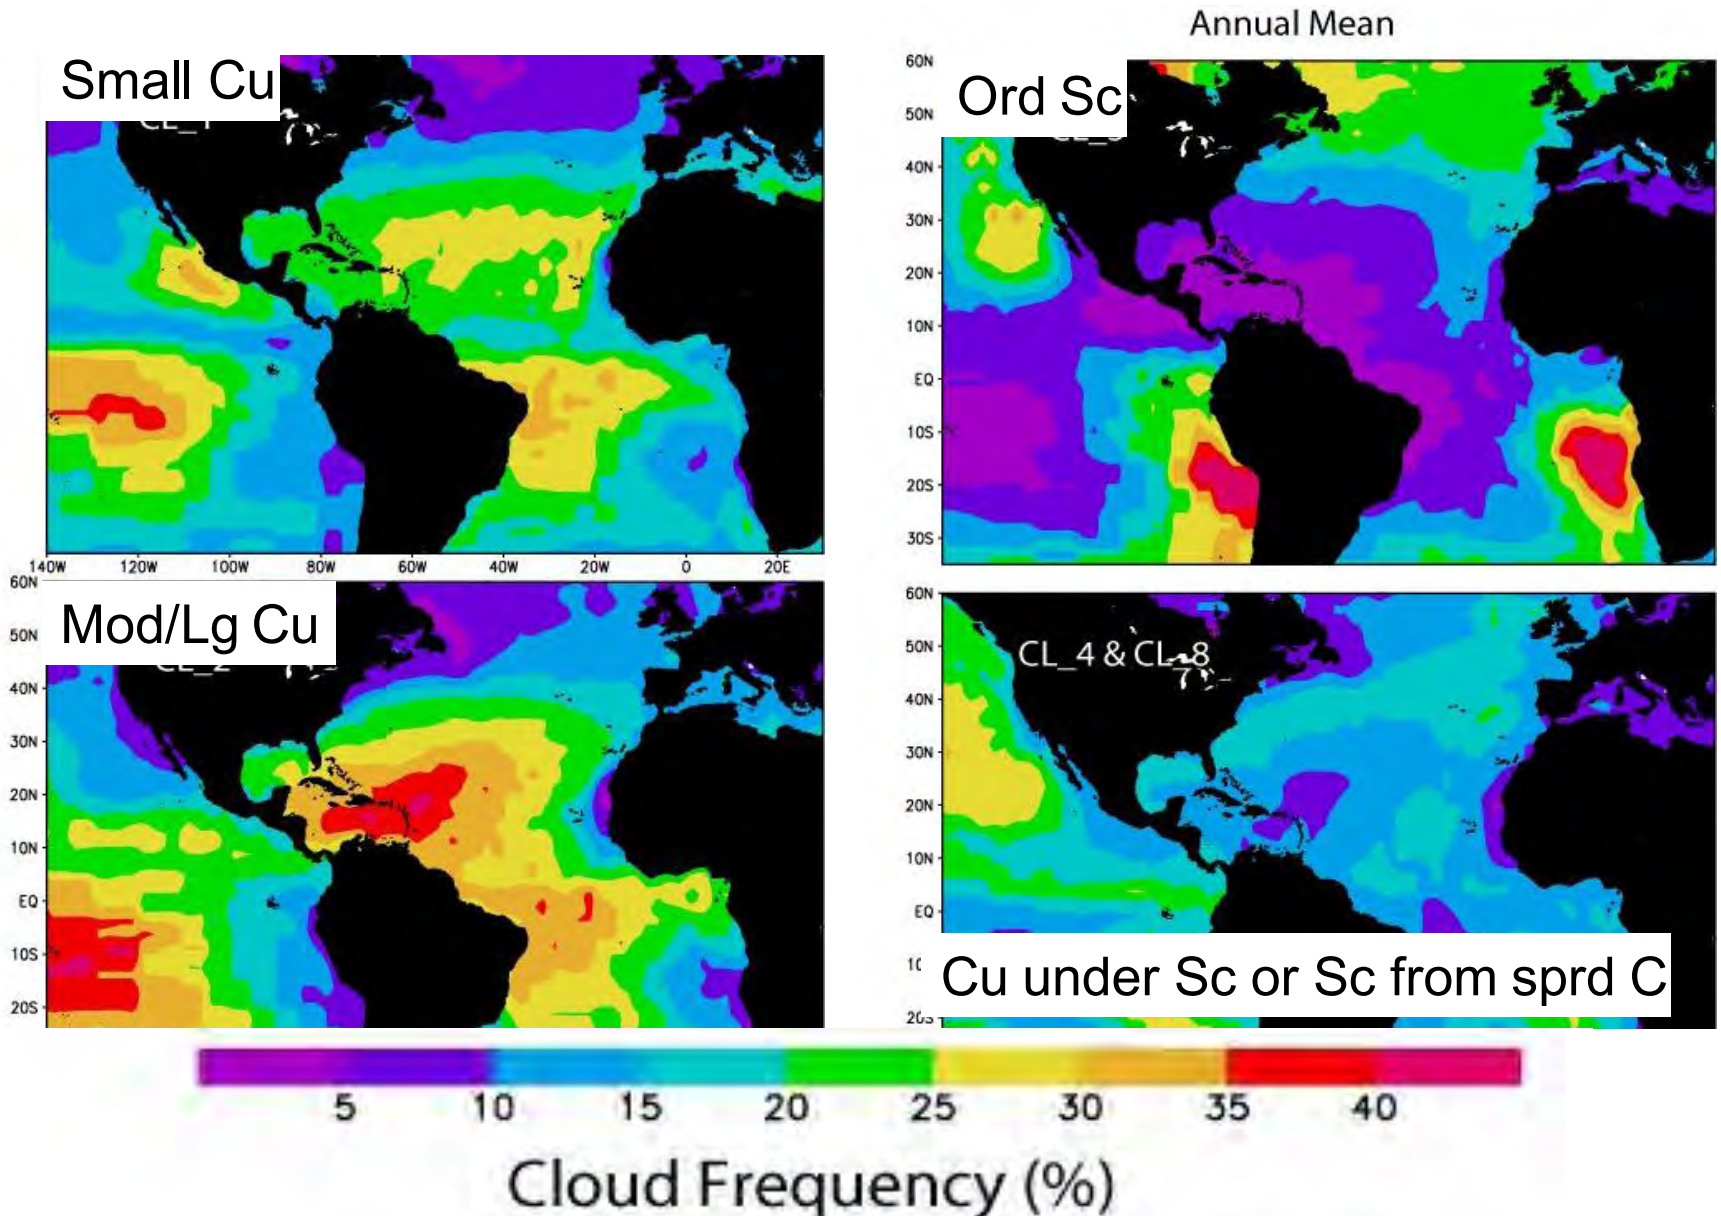 Annual Mean
Small Cu
140W 120W 100W 80W 60W 40W 20W 0 20E
Ord Sc
60N
50N
40N
30N
20N
10N
EQ
10S
20S
30S
Mod/Lg Cu
60N
50N
40N
30N
20N
10N
EQ
10S
20S
CL_4 & CL_8
60N
50N
40N
30N
20N
10N
EQ
Cu under Sc or Sc from sprd C
5 10 15 20 25 30 35 40
Cloud Frequency (%)